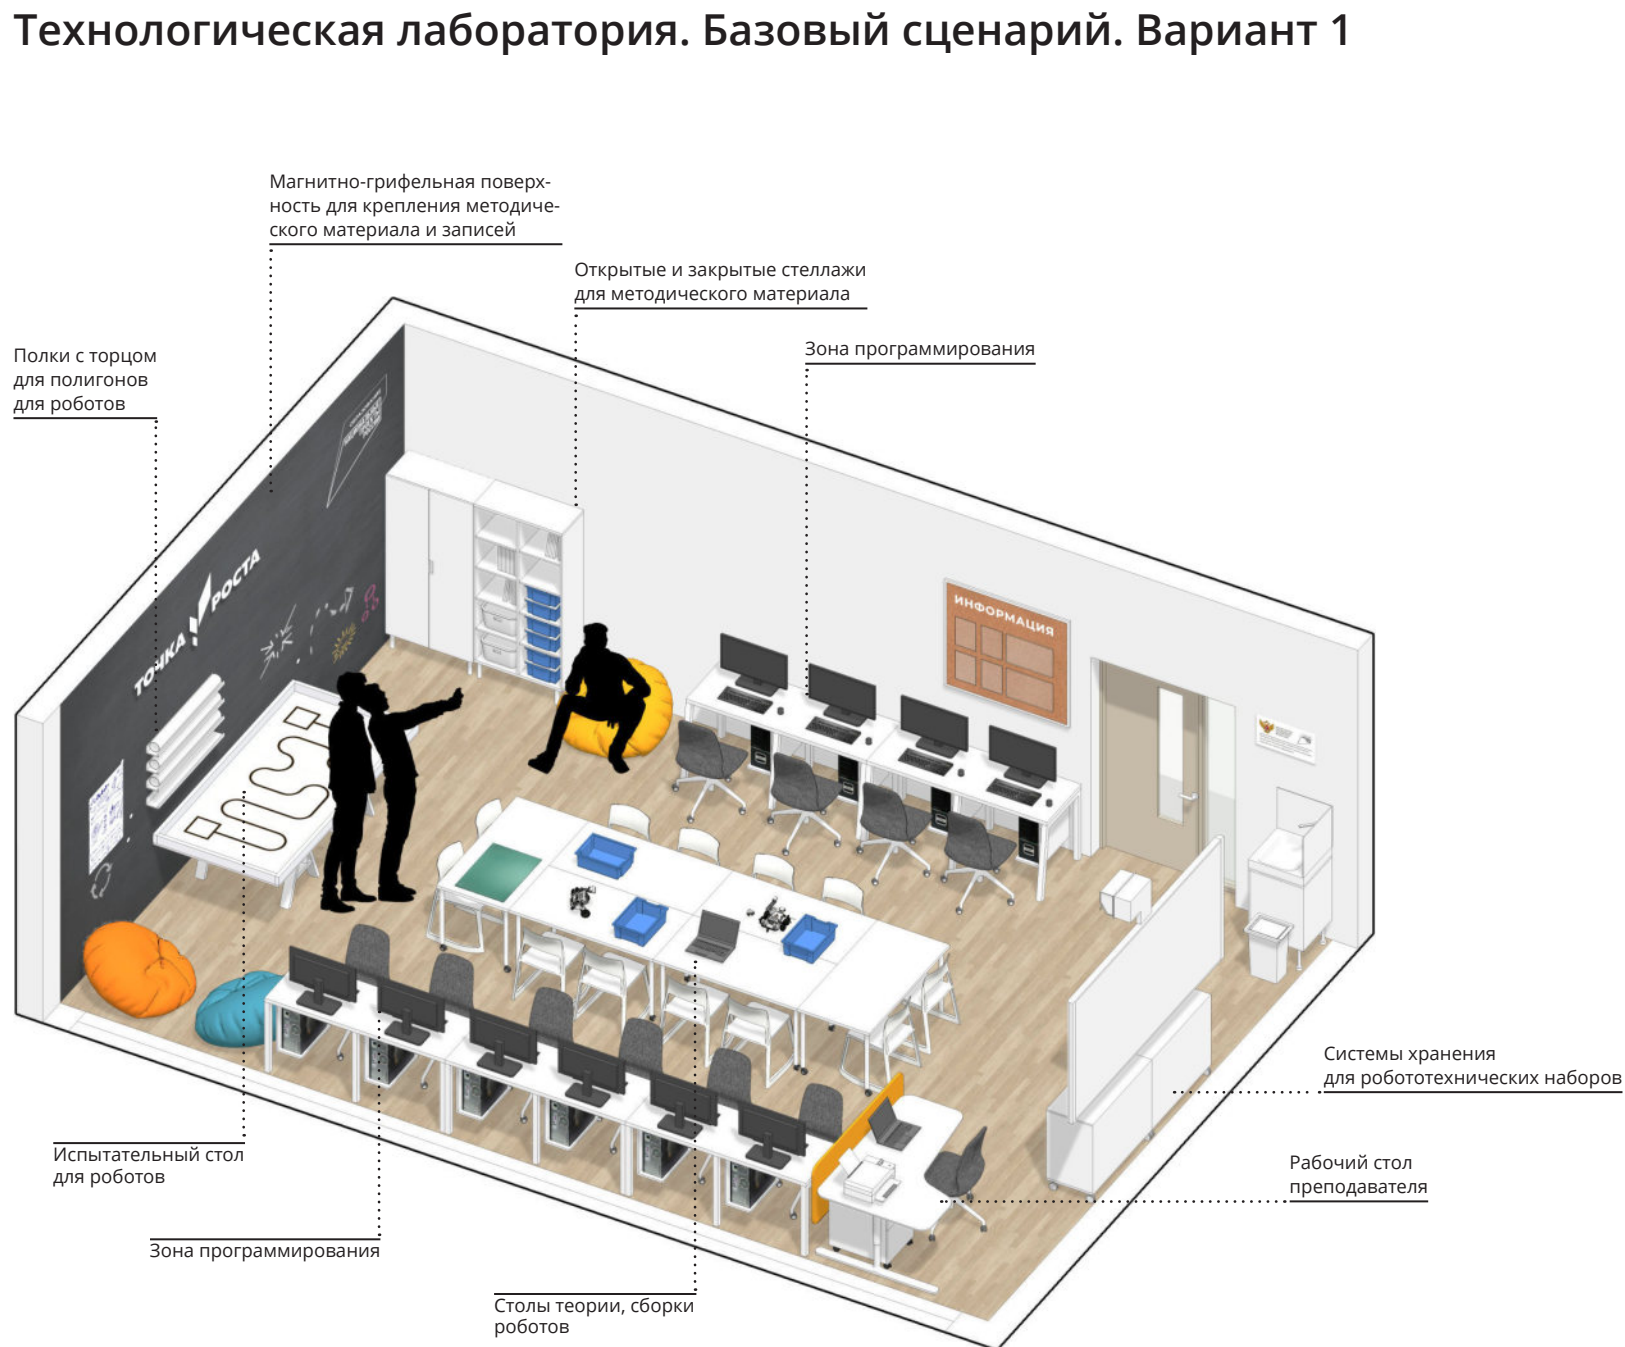 Технологическая лаборатория. Базовый сценарий. Вариант 1
Магнитно-грифельная поверх-
ность для крепления методиче-
ского материала и записей
Открытые и закрытые стеллажи
для методического материала
Зона программирования
Полки с торцом
для полигонов
для роботов
ТОЧКА РОСТА
ИНФОРМАЦИЯ
Системы хранения
для робототехнических наборов
Рабочий стол
преподавателя
Испытательный стол
для роботов
Зона программирования
Столы теории, сборки
роботов